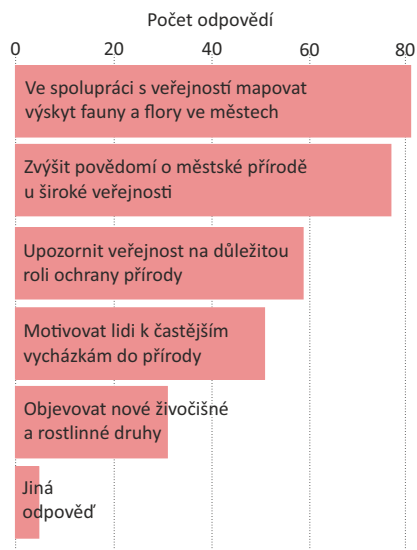 Počet odpovědí
0 20 40 60 80
Ve spolupráci s veřejností mapovat
výskyt fauny a flory ve městech
Zvýšit povědomí o městské přírodě
u široké veřejnosti
Upozornit veřejnost na důležitou
roli ochrany přírody
Motivovat lidi k častějším
vycházkám do přírody
Objevovat nové živočišné
a rostlinné druhy
Jiná
odpověď